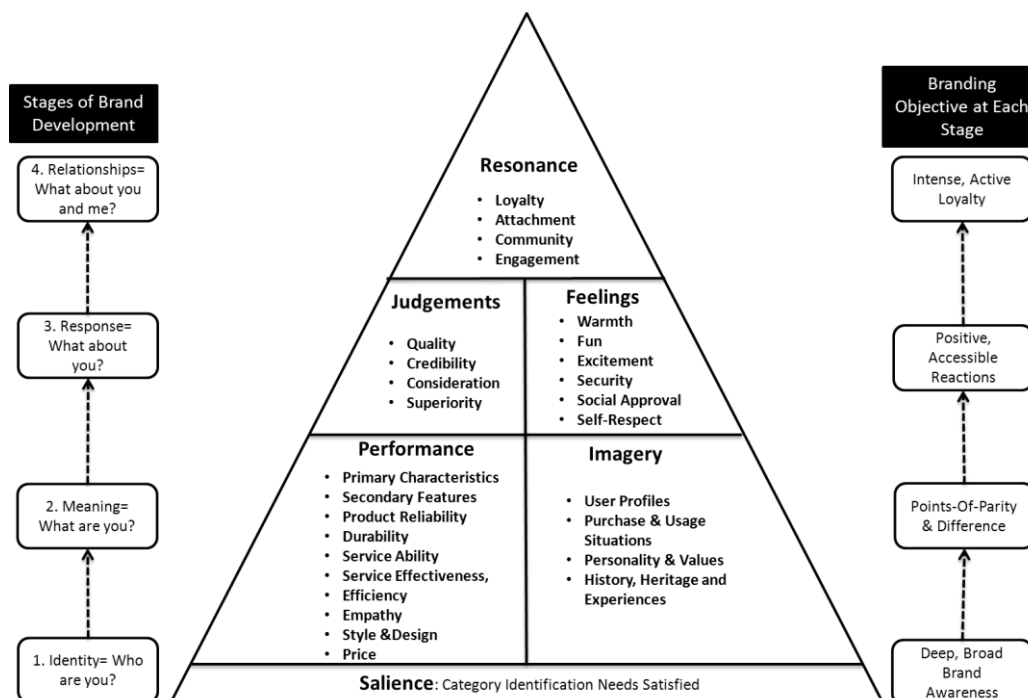 Stages of Brand
Development
4. Relationships=
What about you
and me?
3. Response=
What about
you?
2. Meaning=
What are you?
1. Identity= Who
are you?
Resonance
• Loyalty
• Attachment
• Community
• Engagement
Judgements
• Quality
• Credibility
• Consideration
• Superiority
Feelings
• Warmth
• Fun
• Excitement
• Security
• Social Approval
• Self-Respect
Performance
• Primary Characteristics
• Secondary Features
• Product Reliability
• Durability
• Service Ability
• Service Effectiveness,
• Efficiency
• Empathy
• Style &Design
• Price
Imagery
• User Profiles
• Purchase & Usage
Situations
• Personality & Values
• History, Heritage and
Experiences
Salience: Category Identification Needs Satisfied
Branding
Objective at Each
Stage
Intense, Active
Loyalty
Positive,
Accessible
Reactions
Points-Of-Parity
& Difference
Deep, Broad
Brand
Awareness